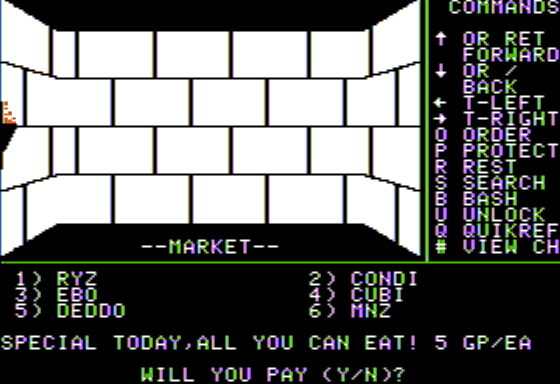 COMMANDS
↑ OR RET
FORWARD
↓ OR /
BACK
← T-LEFT
→ T-RIGHT
O ORDER
P PROTECT
R REST
S SEARCH
B BASH
U UNLOCK
Q QUIKREF
# VIEW CH
--MARKET--
1) RYZ 2) CONDI
3) EBO 4) CUBI
5) DEDDO 6) MNZ
SPECIAL TODAY,ALL YOU CAN EAT! 5 GP/EA
WILL YOU PAY (Y/N)?